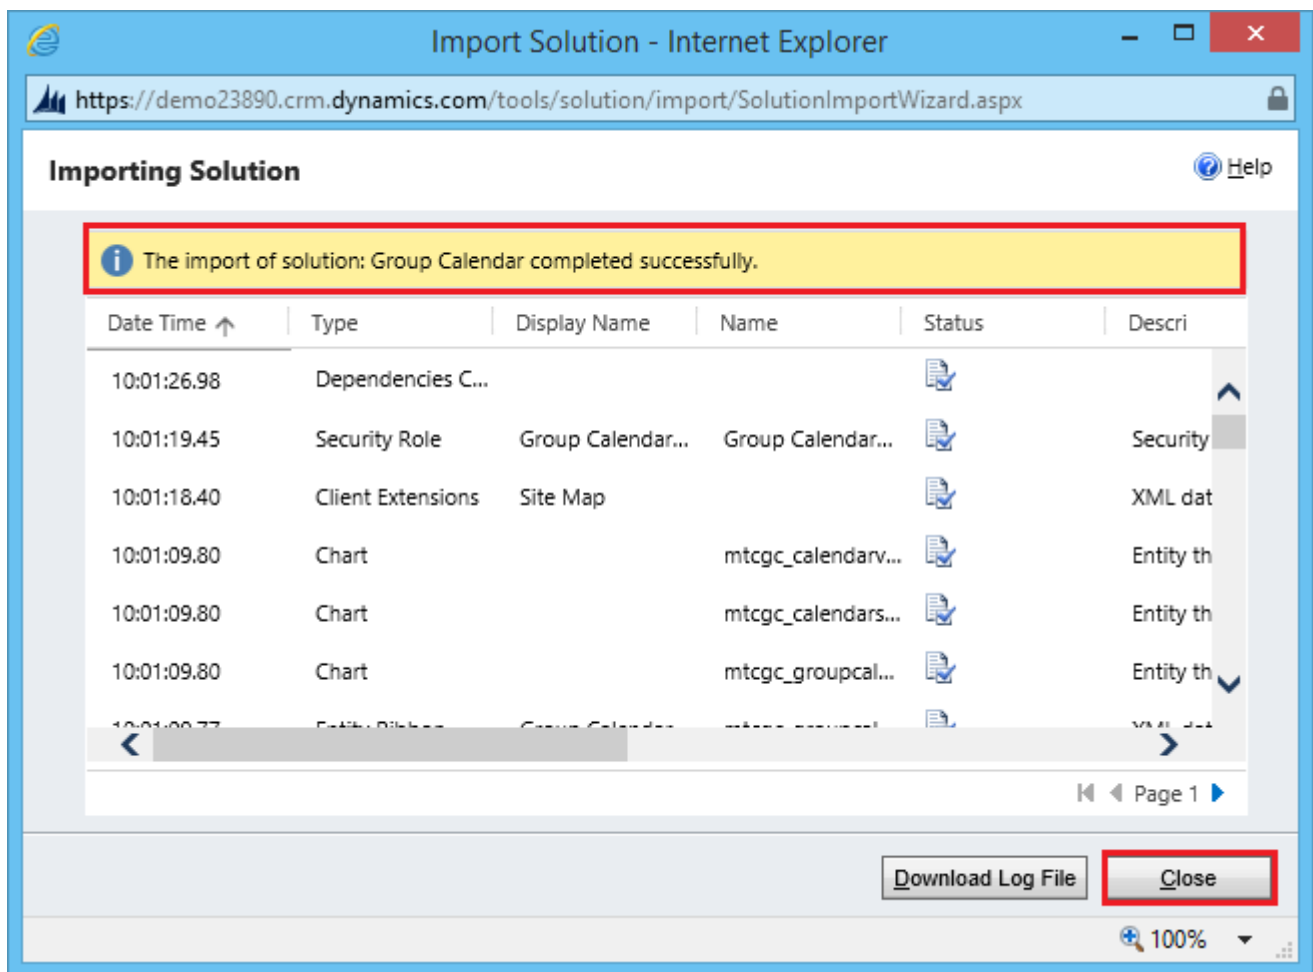 Import Solution - Internet Explorer
https://demo23890.crm.dynamics.com/tools/solution/import/SolutionImportWizard.aspx
Importing Solution Help
The import of solution: Group Calendar completed successfully.
Date Time Type Display Name Name Status Descri
10:01:26.98 Dependencies C...
10:01:19.45 Security Role Group Calendar... Group Calendar... Security
10:01:18.40 Client Extensions Site Map XML dat
10:01:09.80 Chart mtcgc_calendarv... Entity th
10:01:09.80 Chart mtcgc_calendars... Entity th
10:01:09.80 Chart mtcgc_groupcal... Entity th
Page 1
Download Log File Close
100%